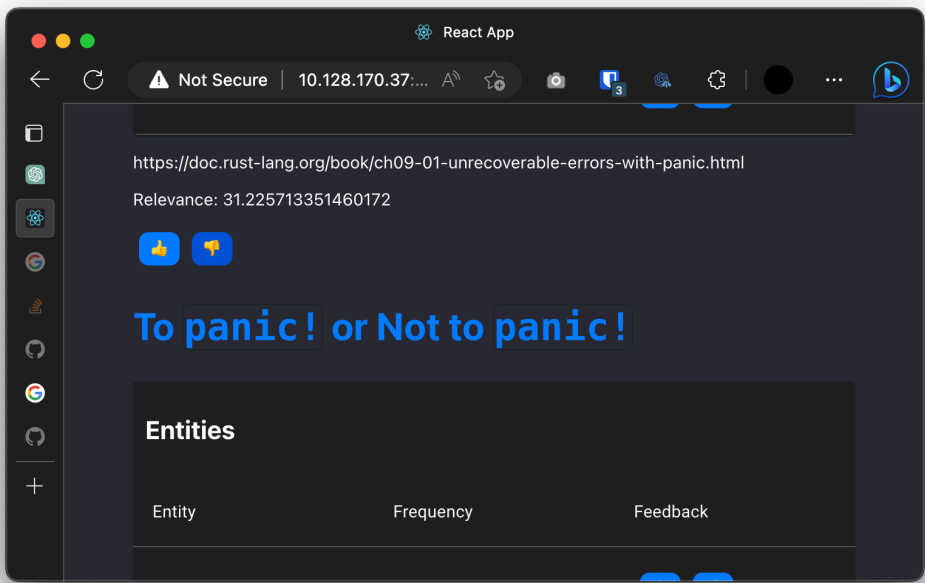 React App
Not Secure
10.128.170.37:...
3
https://doc.rust-lang.org/book/ch09-01-unrecoverable-errors-with-panic.html
Relevance: 31.225713351460172
To panic! or Not to panic!
Entities
Entity Frequency Feedback